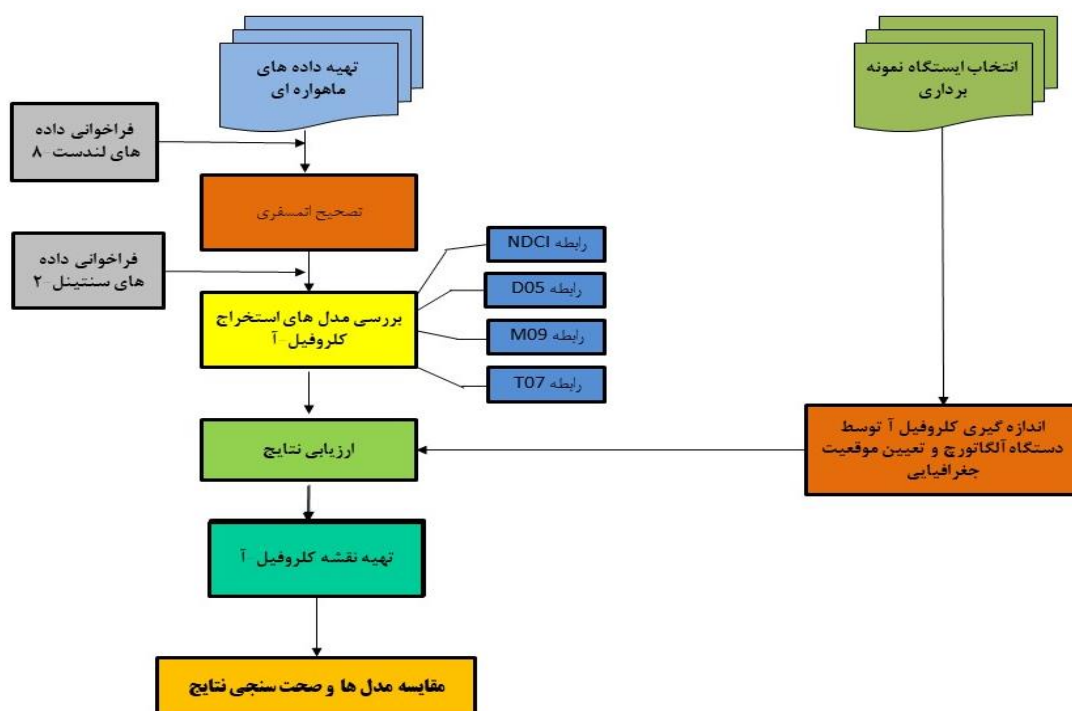 تهیه داده های
ماهواره ای
انتخاب ایستگاه نمونه
برداری
فراخوانی داده
های لندست-۸
تصحیح اتمسفری
فراخوانی داده
های سنتینل-۲
رابطه NDCI
رابطه D05
رابطه M09
رابطه T07
بررسی مدل های استخراج
کلروفیل-آ
ارزیابی نتایج
اندازه گیری کلروفیل آ توسط
دستگاه آلگاتورچ و تعیین موقعیت
جغرافیایی
تهیه نقشه کلروفیل-آ
مقایسه مدل ها و صحت سنجی نتایج